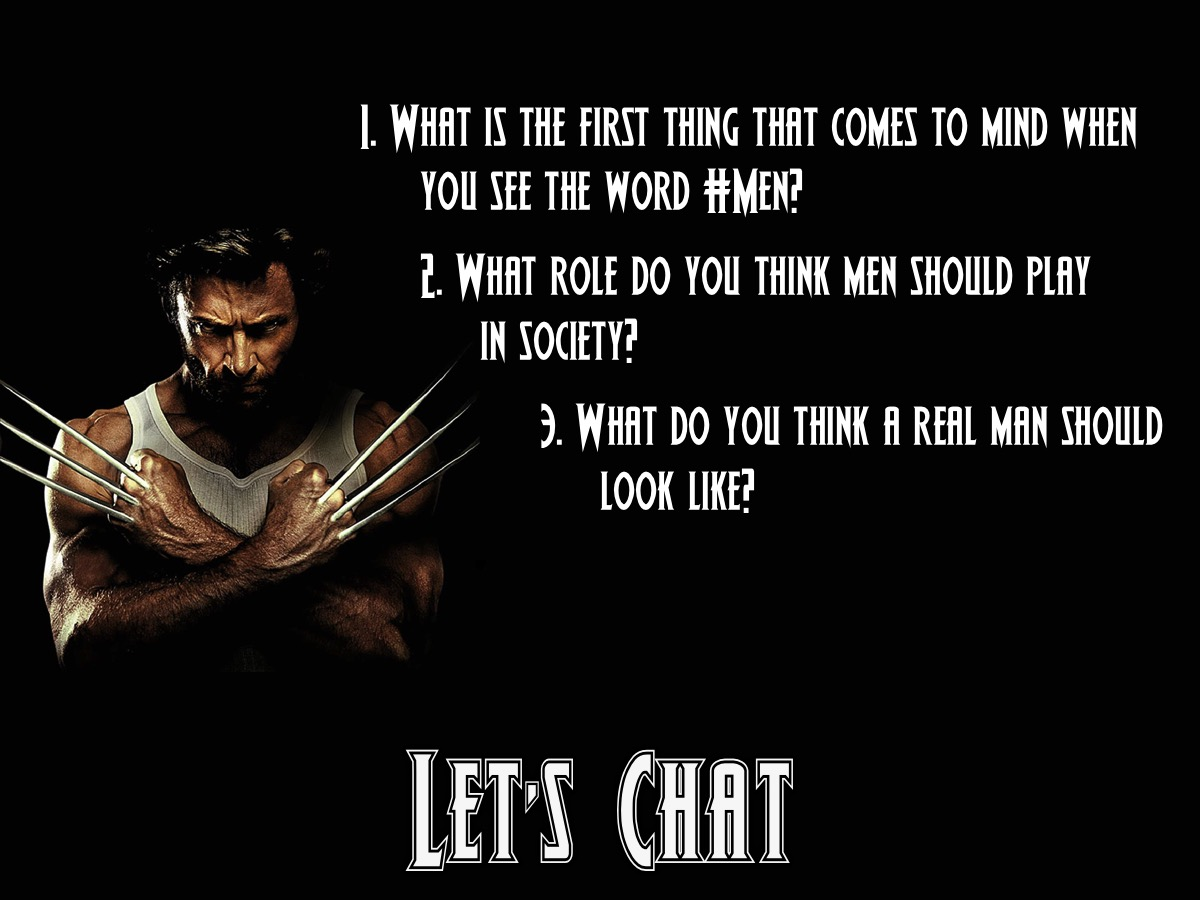 1. What is the first thing that comes to mind when
you see the word #Men?
2. What role do you think men should play
in society?
3. What do you think a real man should
look like?
Let's Chat